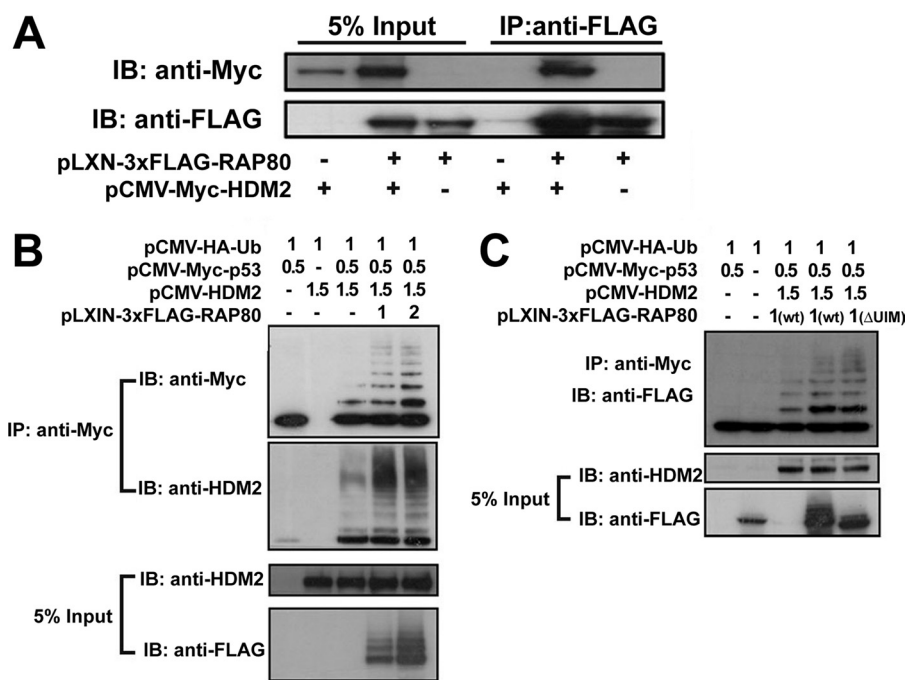 A
5% Input IP:anti-FLAG
IB: anti-Myc
IB: anti-FLAG
pLXN-3xFLAG-RAP80 - + + - + +
pCMV-Myc-HDM2 + + - + + -
B
pCMV-HA-Ub 1 1 1 1 1
pCMV-Myc-p53 0.5 - 0.5 0.5 0.5
pCMV-HDM2 - 1.5 1.5 1.5 1.5
pLXIN-3xFLAG-RAP80 - - - 1 2
IB: anti-Myc
IP: anti-Myc
IB: anti-HDM2
IB: anti-HDM2
5% Input
IB: anti-FLAG
C
pCMV-HA-Ub 1 1 1 1 1
pCMV-Myc-p53 0.5 - 0.5 0.5 0.5
pCMV-HDM2 - - 1.5 1.5 1.5
pLXIN-3xFLAG-RAP80 - - 1(wt) 1(wt) 1(ΔUIM)
IP: anti-Myc
IB: anti-FLAG
IB: anti-HDM2
5% Input
IB: anti-FLAG